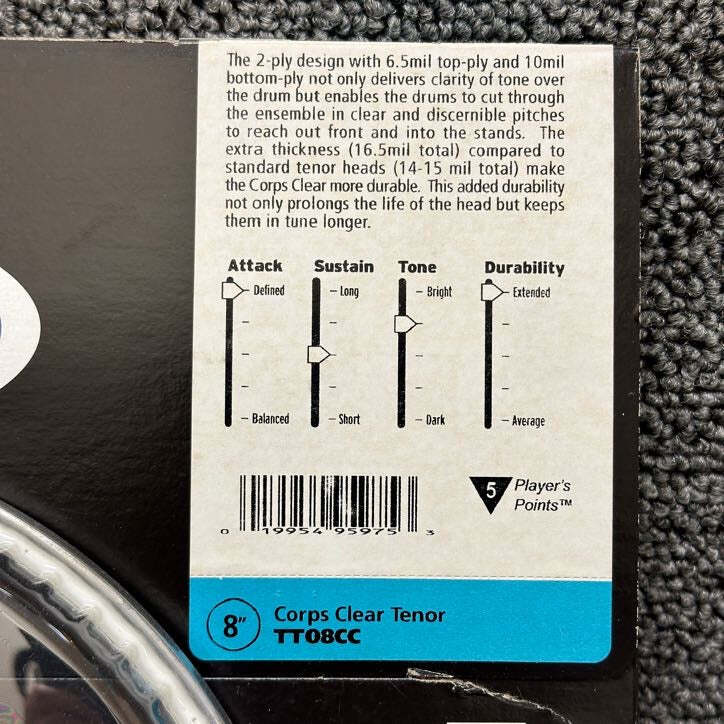 The 2-ply design with 6.5mil top-ply and 10mil
bottom-ply not only delivers clarity of tone over
the drum but enables the drums to cut through
the ensemble in clear and discernible pitches
to reach out front and into the stands. The
extra thickness (16.5mil total) compared to
standard tenor heads (14-15 mil total) make
the Corps Clear more durable. This added durability
not only prolongs the life of the head but keeps
them in tune longer.
Attack Sustain Tone Durability
Defined Long Bright Extended
Balanced Short Dark Average
5 Player's
Points™
0 19954 95975 3
8" Corps Clear Tenor
TT08CC